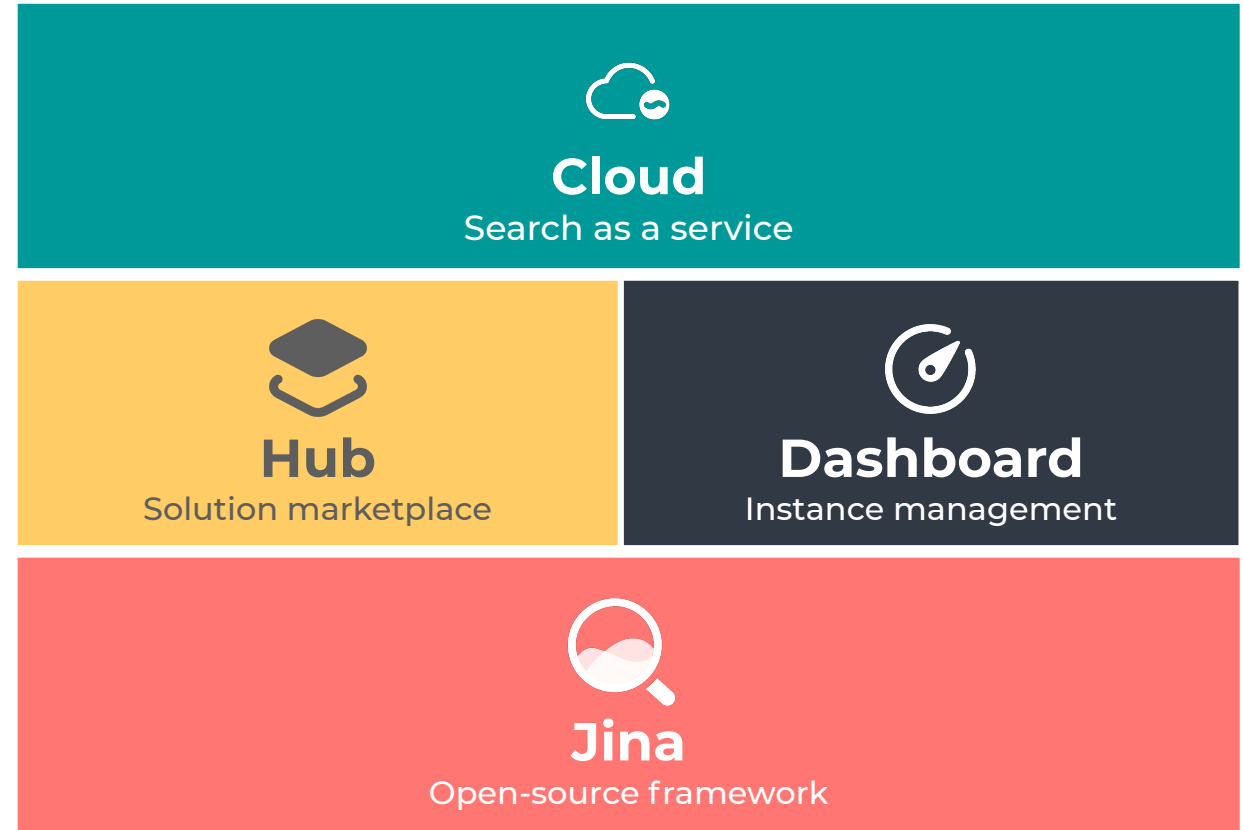 Cloud
Search as a service
Hub
Solution marketplace
Dashboard
Instance management
Jina
Open-source framework